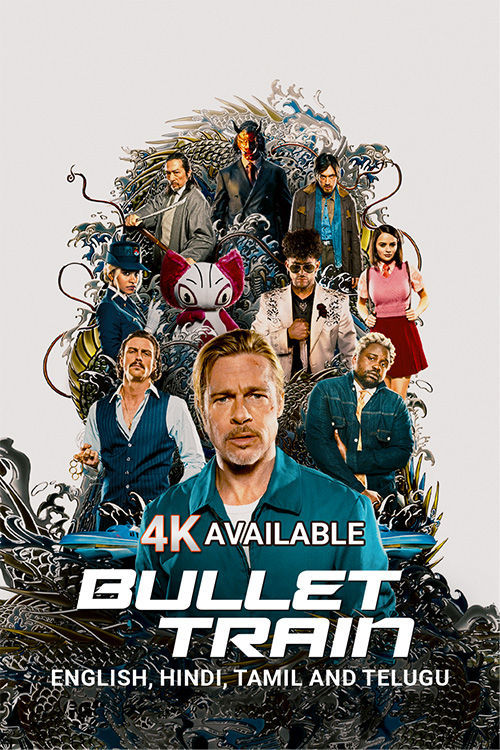 4K AVAILABLE
BULLET
TRAIN
ENGLISH, HINDI, TAMIL AND TELUGU